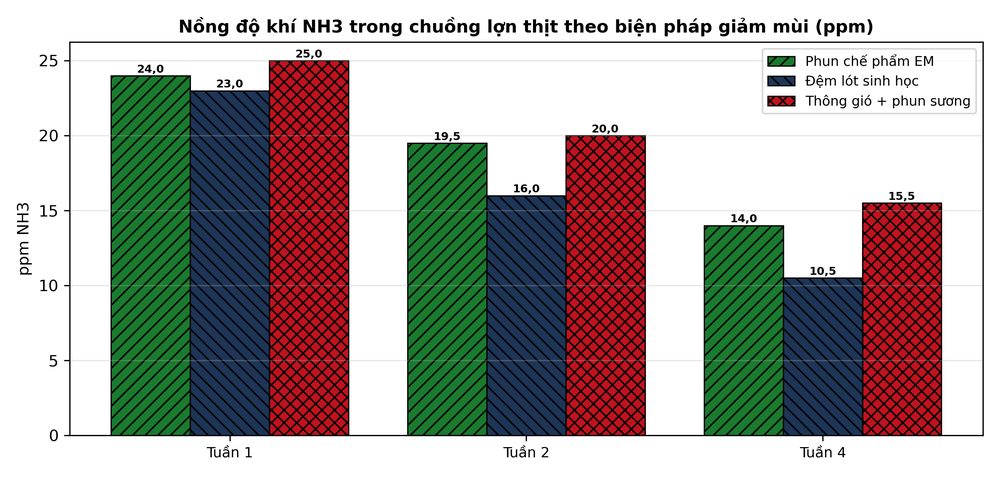 Nồng độ khí NH3 trong chuồng lợn thịt theo biện pháp giảm mùi (ppm)
ppm NH3
25
20
15
10
5
0
24,0
23,0
25,0
19,5
16,0
20,0
14,0
10,5
15,5
Tuần 1
Tuần 2
Tuần 4
Phun chế phẩm EM
Đệm lót sinh học
Thông gió + phun sương